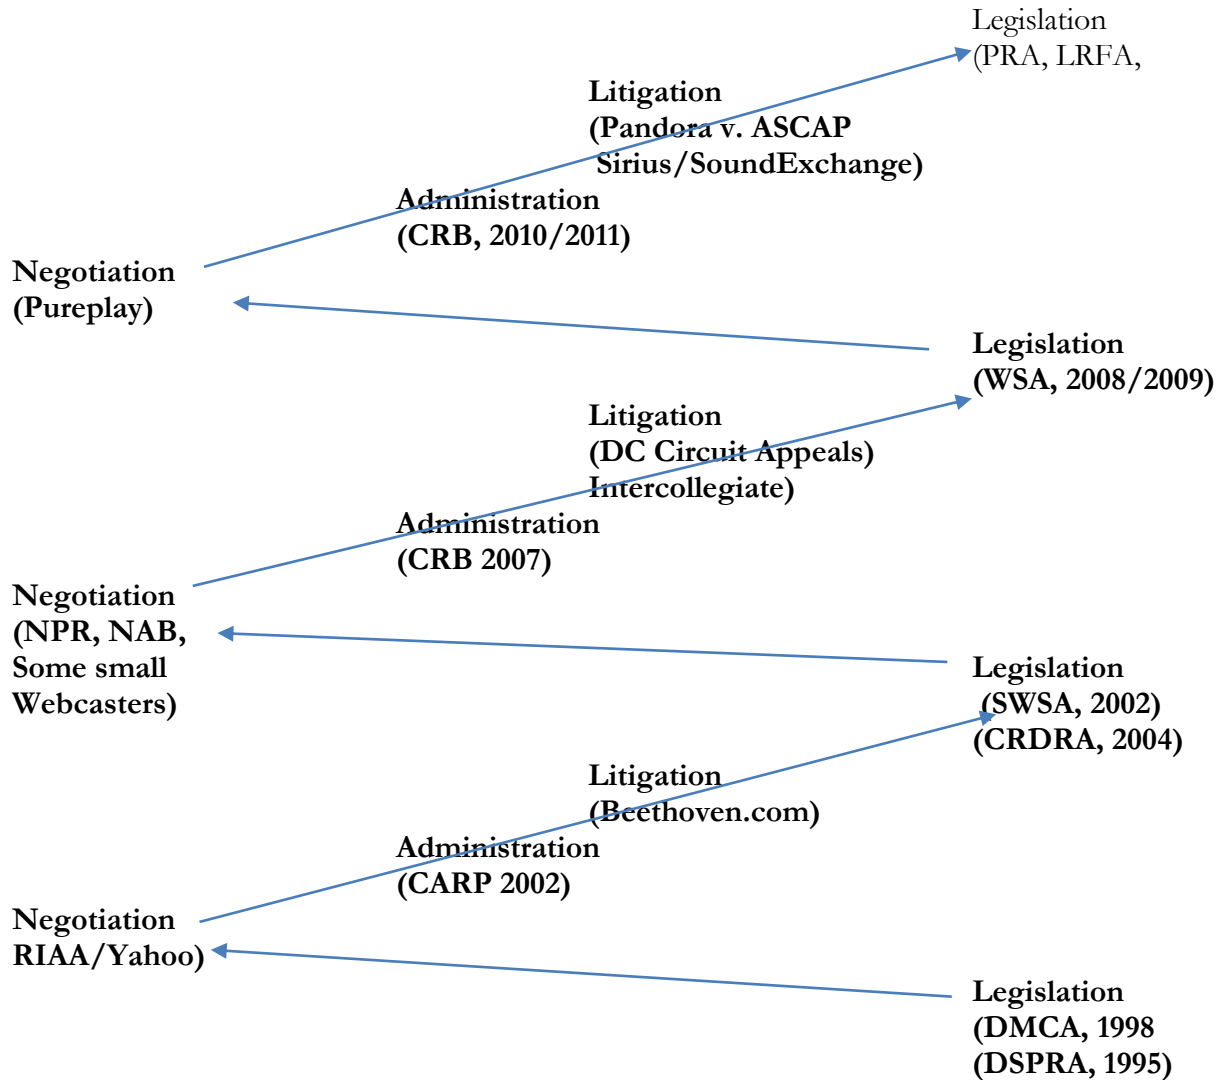 Legislation
(PRA, LRFA,
Litigation
(Pandora v. ASCAP
Sirius/SoundExchange)
Administration
(CRB, 2010/2011)
Negotiation
(Pureplay)
Legislation
(WSA, 2008/2009)
Litigation
(DC Circuit Appeals)
Intercollegiate)
Administration
(CRB 2007)
Negotiation
(NPR, NAB,
Some small
Webcasters)
Legislation
(SWSA, 2002)
(CRDRA, 2004)
Litigation
(Beethoven.com)
Administration
(CARP 2002)
Negotiation
RIAA/Yahoo)
Legislation
(DMCA, 1998
(DSPRA, 1995)